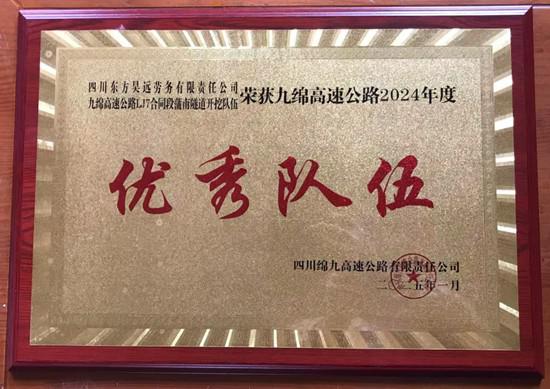 四川东方昊远劳务有限责任公司
九绵高速公路LJ7合同段蒲南隧道开挖队伍
荣获九绵高速公路2024年度
优秀队伍
四川绵九高速公路有限责任公司
二〇二五年一月